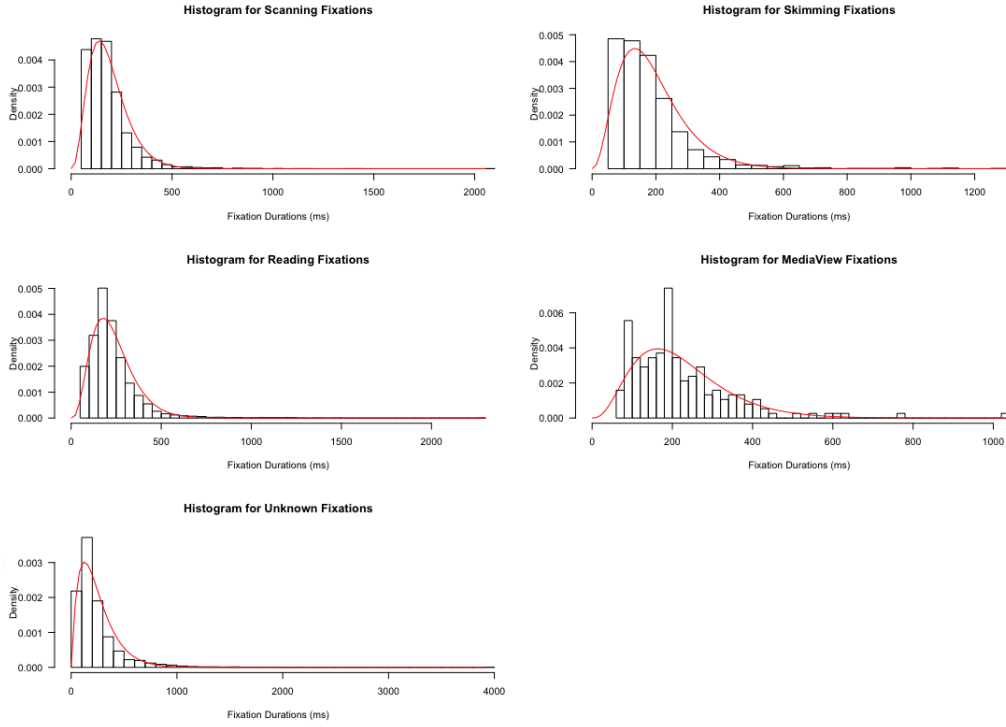 Histogram for Scanning Fixations
Density
0.004
0.003
0.002
0.001
0.000
0 500 1000 1500 2000
Fixation Durations (ms)
Histogram for Skimming Fixations
Density
0.005
0.004
0.003
0.002
0.001
0.000
0 200 400 600 800 1000 1200
Fixation Durations (ms)
Histogram for Reading Fixations
Density
0.005
0.004
0.003
0.002
0.001
0.000
0 500 1000 1500 2000
Fixation Durations (ms)
Histogram for MediaView Fixations
Density
0.006
0.004
0.002
0.000
0 200 400 600 800 1000
Fixation Durations (ms)
Histogram for Unknown Fixations
Density
0.003
0.002
0.001
0.000
0 1000 2000 3000 4000
Fixation Durations (ms)